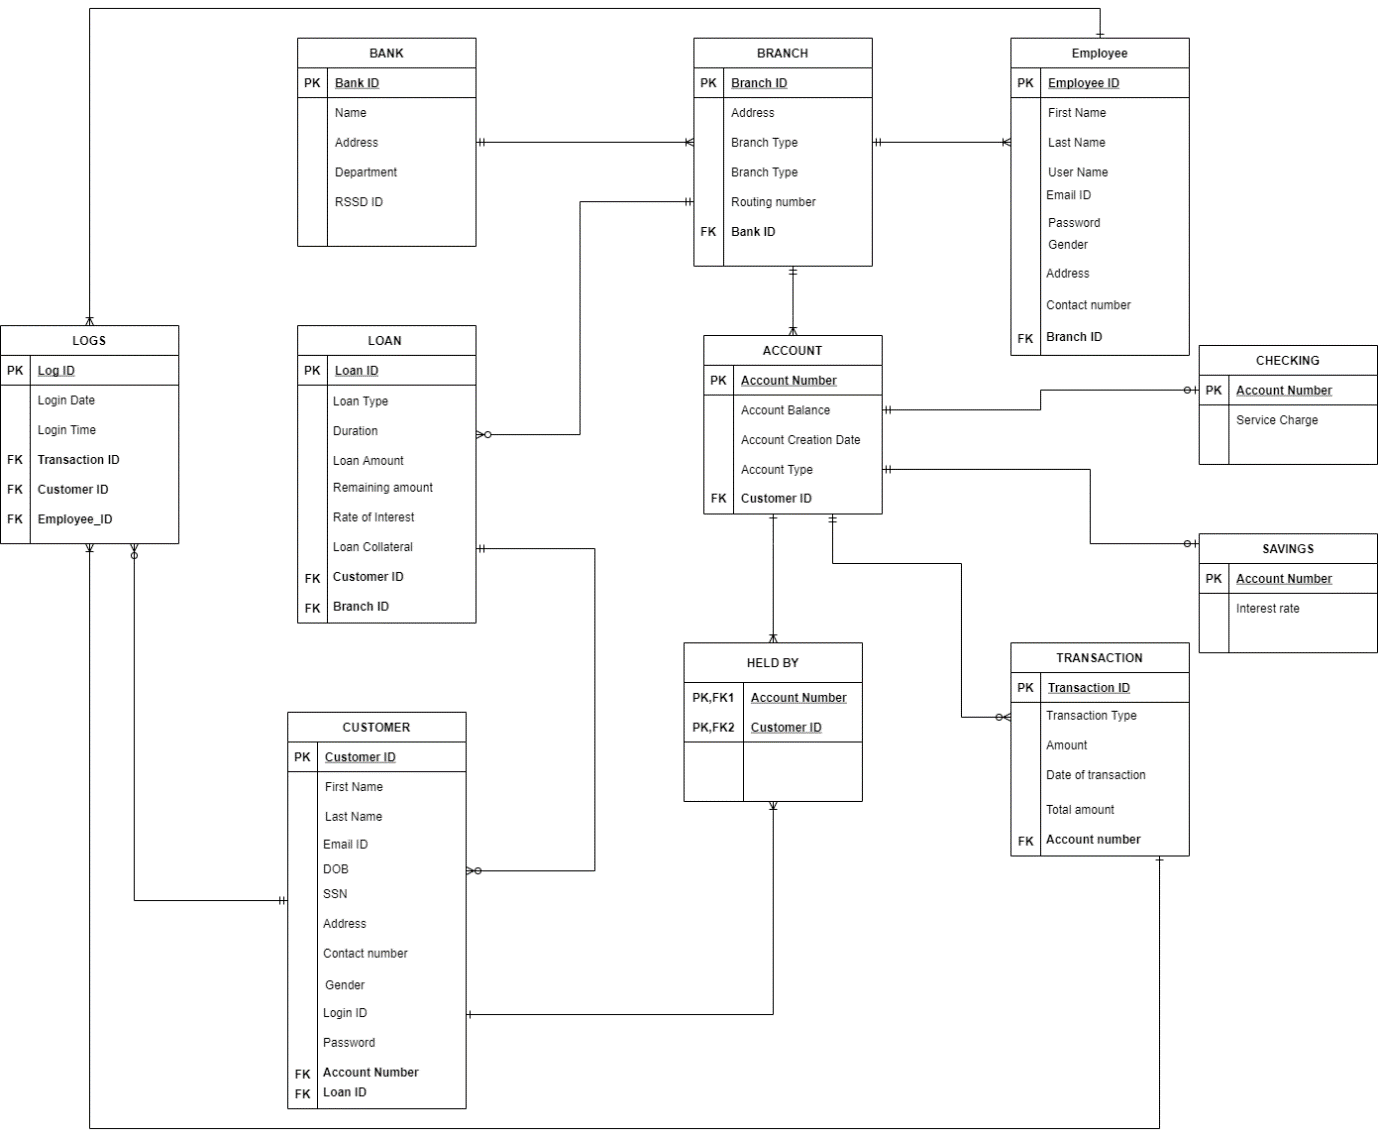 BANK
PK Bank ID
Name
Address
Department
RSSD ID
BRANCH
PK Branch ID
Address
Branch Type
Branch Type
Routing number
FK Bank ID
Employee
PK Employee ID
First Name
Last Name
User Name
Email ID
Password
Gender
Address
Contact number
FK Branch ID
LOGS
PK Log ID
Login Date
Login Time
FK Transaction ID
FK Customer ID
FK Employee_ID
LOAN
PK Loan ID
Loan Type
Duration
Loan Amount
Remaining amount
Rate of Interest
Loan Collateral
FK Customer ID
FK Branch ID
ACCOUNT
PK Account Number
Account Balance
Account Creation Date
Account Type
FK Customer ID
CHECKING
PK Account Number
Service Charge
SAVINGS
PK Account Number
Interest rate
HELD BY
PK,FK1 Account Number
PK,FK2 Customer ID
TRANSACTION
PK Transaction ID
Transaction Type
Amount
Date of transaction
Total amount
FK Account number
CUSTOMER
PK Customer ID
First Name
Last Name
Email ID
DOB
SSN
Address
Contact number
Gender
Login ID
Password
FK Account Number
FK Loan ID